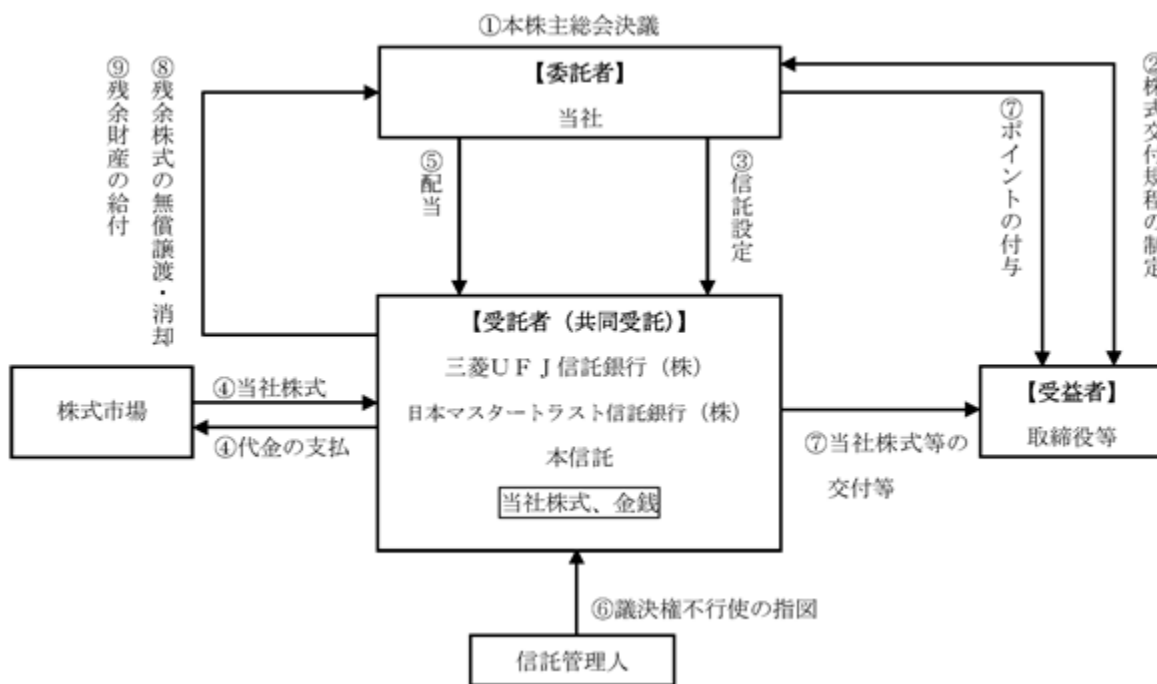 ①本株主総会決議
【委託者】
当社
⑨残余財産の給付
⑧残余株式の無償譲渡・消却
⑤配当
③信託設定
⑦ポイントの付与
②株式交付規程の制定
【受託者（共同受託）】
三菱ＵＦＪ信託銀行（株）
日本マスタートラスト信託銀行（株）
本信託
当社株式、金銭
株式市場
④当社株式
④代金の支払
⑦当社株式等の
交付等
【受益者】
取締役等
⑥議決権不行使の指図
信託管理人